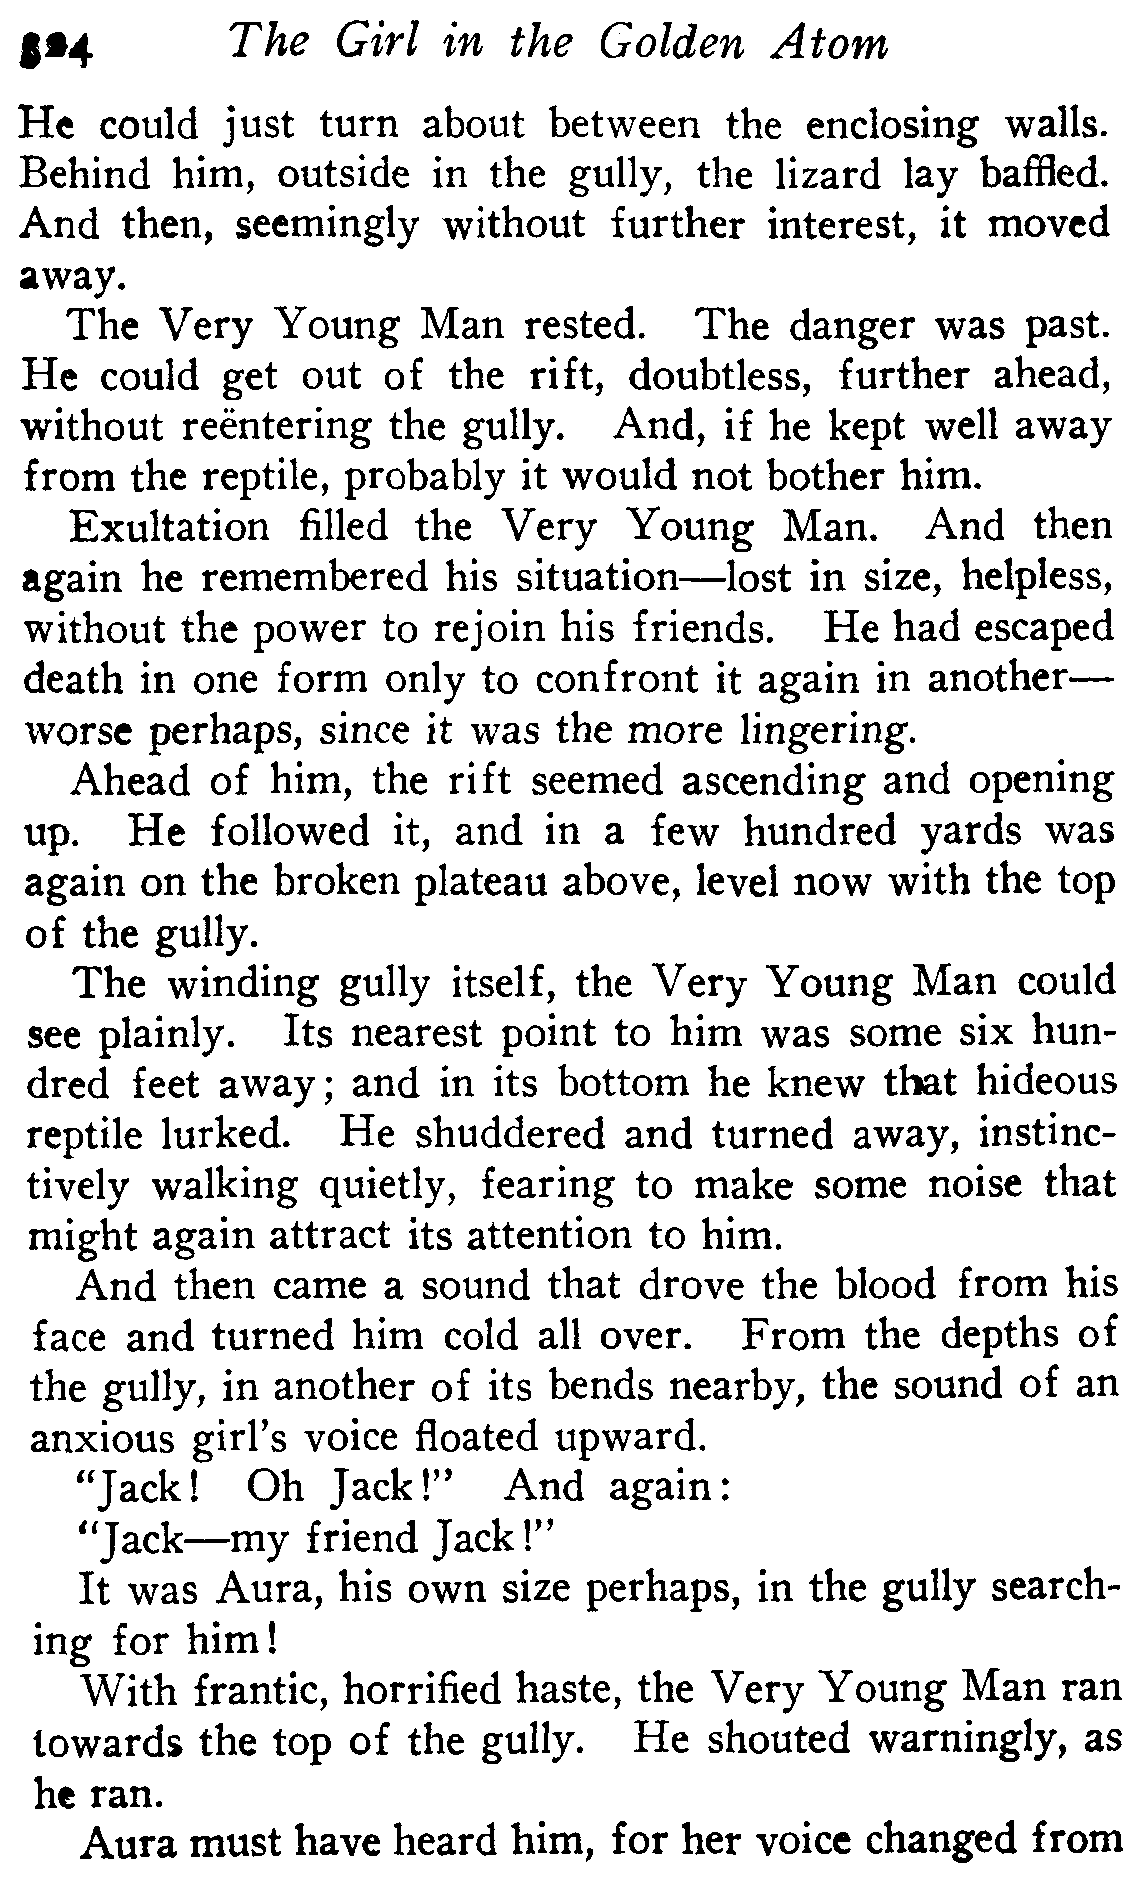 324 The Girl in the Golden Atom
He could just turn about between the enclosing walls.
Behind him, outside in the gully, the lizard lay baffled.
And then, seemingly without further interest, it moved
away.
The Very Young Man rested. The danger was past.
He could get out of the rift, doubtless, further ahead,
without reëntering the gully. And, if he kept well away
from the reptile, probably it would not bother him.
Exultation filled the Very Young Man. And then
again he remembered his situation—lost in size, helpless,
without the power to rejoin his friends. He had escaped
death in one form only to confront it again in another—
worse perhaps, since it was the more lingering.
Ahead of him, the rift seemed ascending and opening
up. He followed it, and in a few hundred yards was
again on the broken plateau above, level now with the top
of the gully.
The winding gully itself, the Very Young Man could
see plainly. Its nearest point to him was some six hun-
dred feet away; and in its bottom he knew that hideous
reptile lurked. He shuddered and turned away, instinc-
tively walking quietly, fearing to make some noise that
might again attract its attention to him.
And then came a sound that drove the blood from his
face and turned him cold all over. From the depths of
the gully, in another of its bends nearby, the sound of an
anxious girl's voice floated upward.
"Jack! Oh Jack!" And again:
"Jack—my friend Jack!"
It was Aura, his own size perhaps, in the gully search-
ing for him!
With frantic, horrified haste, the Very Young Man ran
towards the top of the gully. He shouted warningly, as
he ran.
Aura must have heard him, for her voice changed from